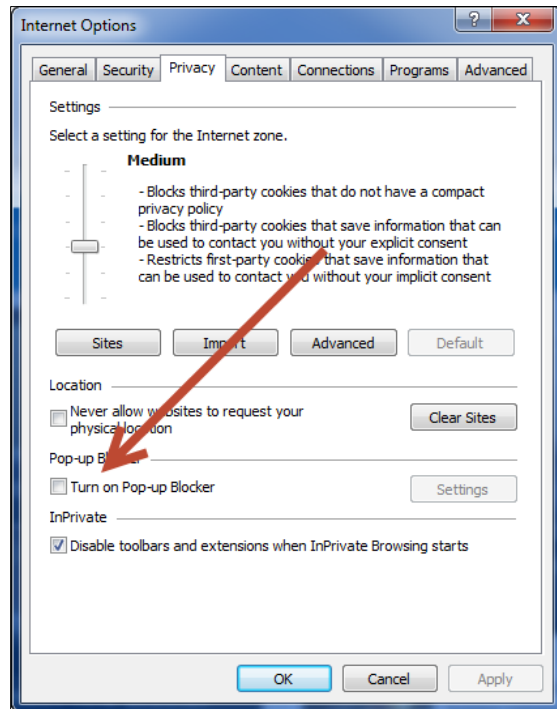 Internet Options
General Security Privacy Content Connections Programs Advanced
Settings
Select a setting for the Internet zone.
Medium
- Blocks third-party cookies that do not have a compact
privacy policy
- Blocks third-party cookies that save information that can
be used to contact you without your explicit consent
- Restricts first-party cookies that save information that
can be used to contact you without your implicit consent
Sites Import Advanced Default
Location
Never allow websites to request your
physical location
Clear Sites
Pop-up Blocker
Turn on Pop-up Blocker
Settings
InPrivate
Disable toolbars and extensions when InPrivate Browsing starts
OK Cancel Apply